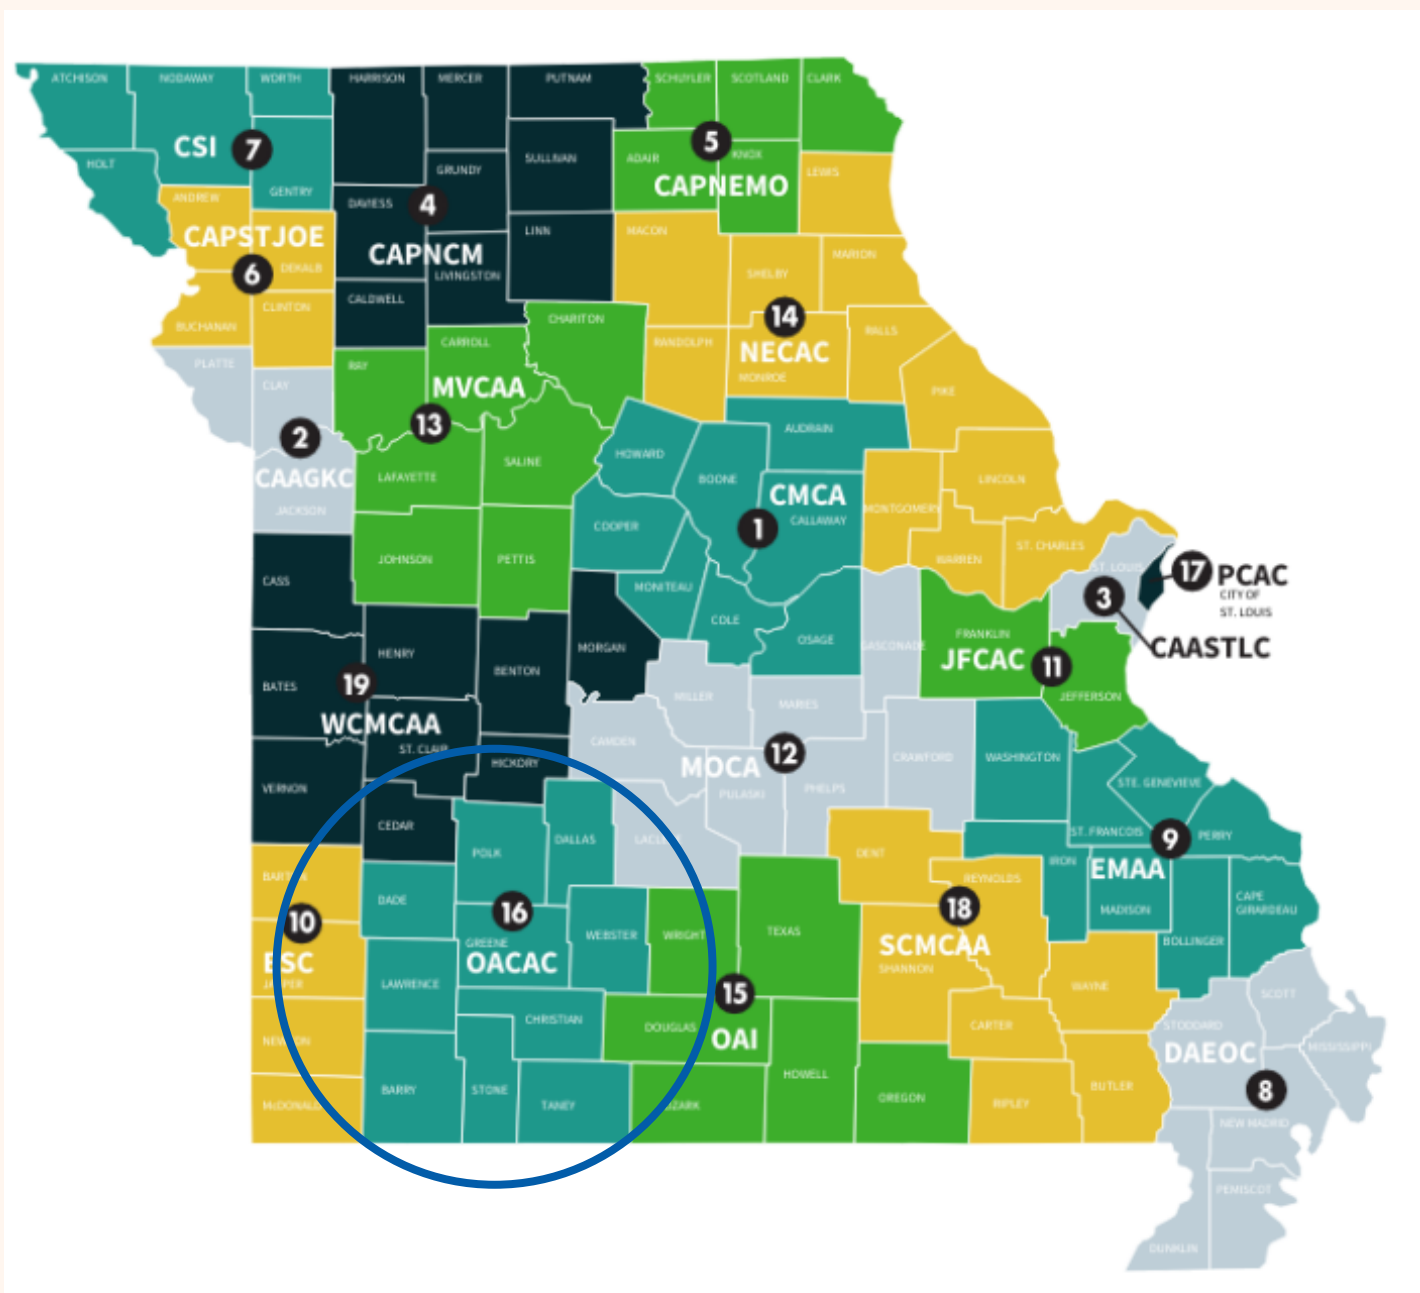 ATCHISON
NODAWAY
WORTH
HARRISON
MERCER
PUTNAM
SCHUYLER
SCOTLAND
CLARK
CSI
7
HOLT
GENTRY
GRUNDY
SULLIVAN
ADAIR
5
KNOX
CAPNEMO
LEWIS
ANDREW
DAVIESS
4
CAPSTJOE
6
DEKALB
CAPNCM
LIVINGSTON
LINN
MACON
SHELBY
MARION
BUCHANAN
CLINTON
CALDWELL
CHARITON
14
NECAC
RALLS
PLATTE
CLAY
RAY
CARROLL
MVCAA
13
RANDOLPH
MONROE
PIKE
2
CAAGKC
JACKSON
LAFAYETTE
SALINE
HOWARD
BOONE
AUDRAIN
CMCA
CALLAWAY
1
MONTGOMERY
LINCOLN
COOPER
WARREN
ST. CHARLES
CASS
JOHNSON
PETTIS
MONITEAU
COLE
OSAGE
GASCONADE
FRANKLIN
JFCAC
11
JEFFERSON
ST. LOUIS
3
17
PCAC
CITY OF
ST. LOUIS
CAASTLC
BATES
HENRY
19
WCMCAA
ST. CLAIR
BENTON
MORGAN
MILLER
MARIES
12
CAMDEN
MOCA
PULASKI
PHELPS
CRAWFORD
WASHINGTON
STE. GENEVIEVE
VERNON
HICKORY
CEDAR
POLK
DALLAS
DENT
ST. FRANCOIS
9
PERRY
IRON
EMAA
MADISON
BOLLINGER
CAPE
GIRARDEAU
10
ESC
DADE
16
GREENE
OACAC
WEBSTER
WRIGHT
TEXAS
REYNOLDS
18
SCMCAA
SHANNON
LAWRENCE
CHRISTIAN
DOUGLAS
15
OAI
CARTER
WAYNE
STODDARD
SCOTT
MISSISSIPPI
DAEOC
8
McDONALD
BARRY
STONE
TANEY
OZARK
HOWELL
OREGON
RIPLEY
BUTLER
NEW MADRID
PEMISCOT
DUNKLIN